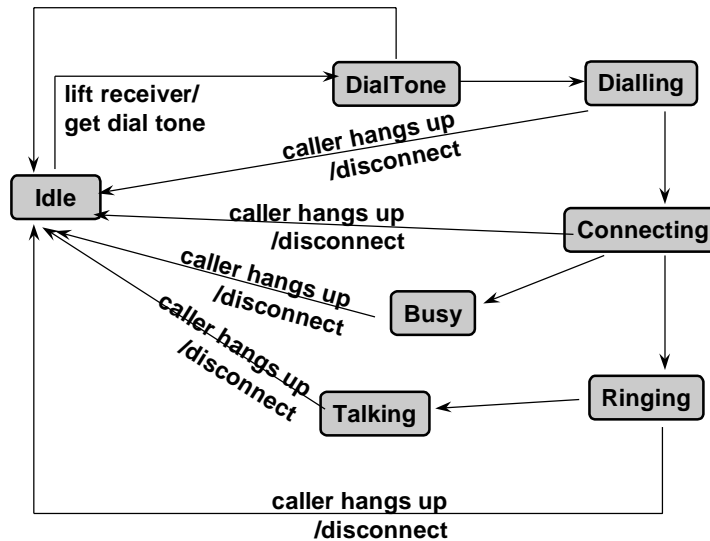 DialTone
Dialling
lift receiver/
get dial tone
caller hangs up
/disconnect
Idle
caller hangs up
/disconnect
Connecting
caller hangs up
/disconnect
Busy
caller hangs up
/disconnect
Talking
Ringing
caller hangs up
/disconnect